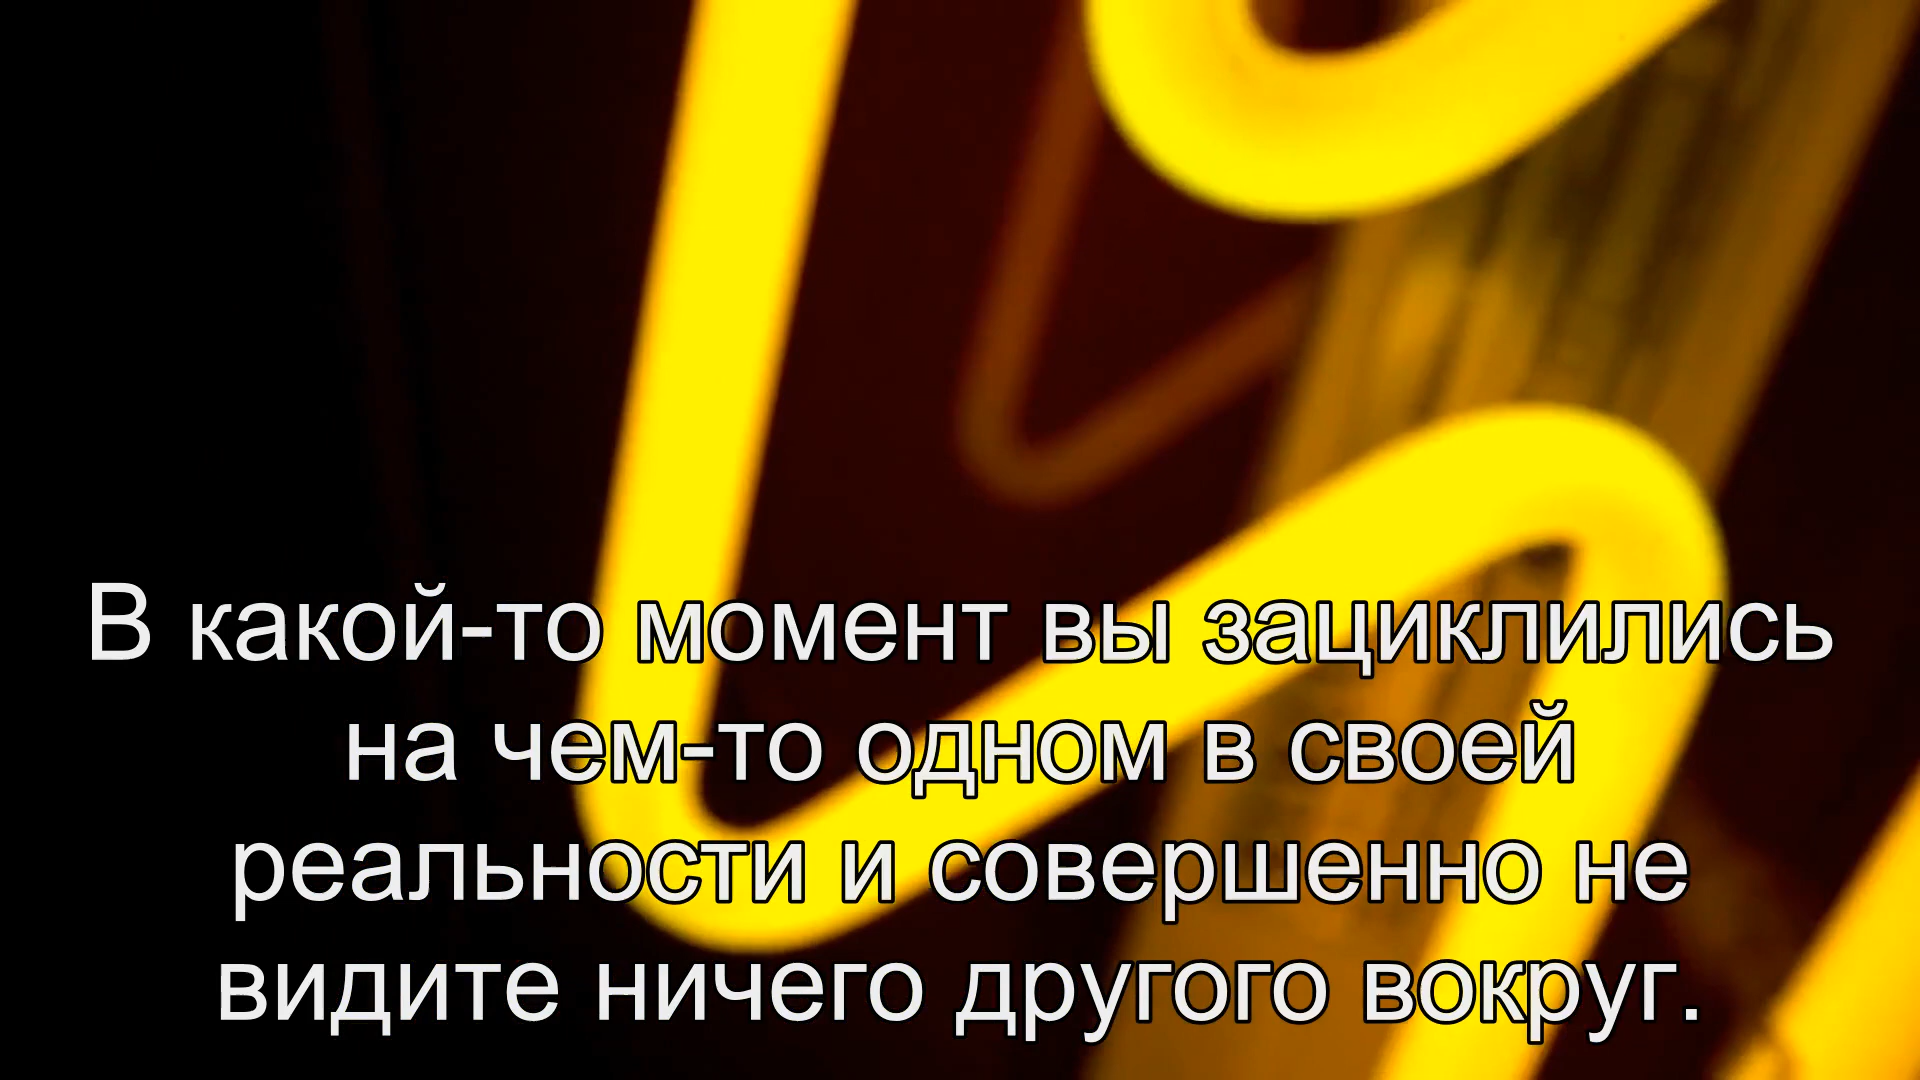 В какой-то момент вы зациклились
на чем-то одном в своей
реальности и совершенно не
видите ничего другого вокруг.